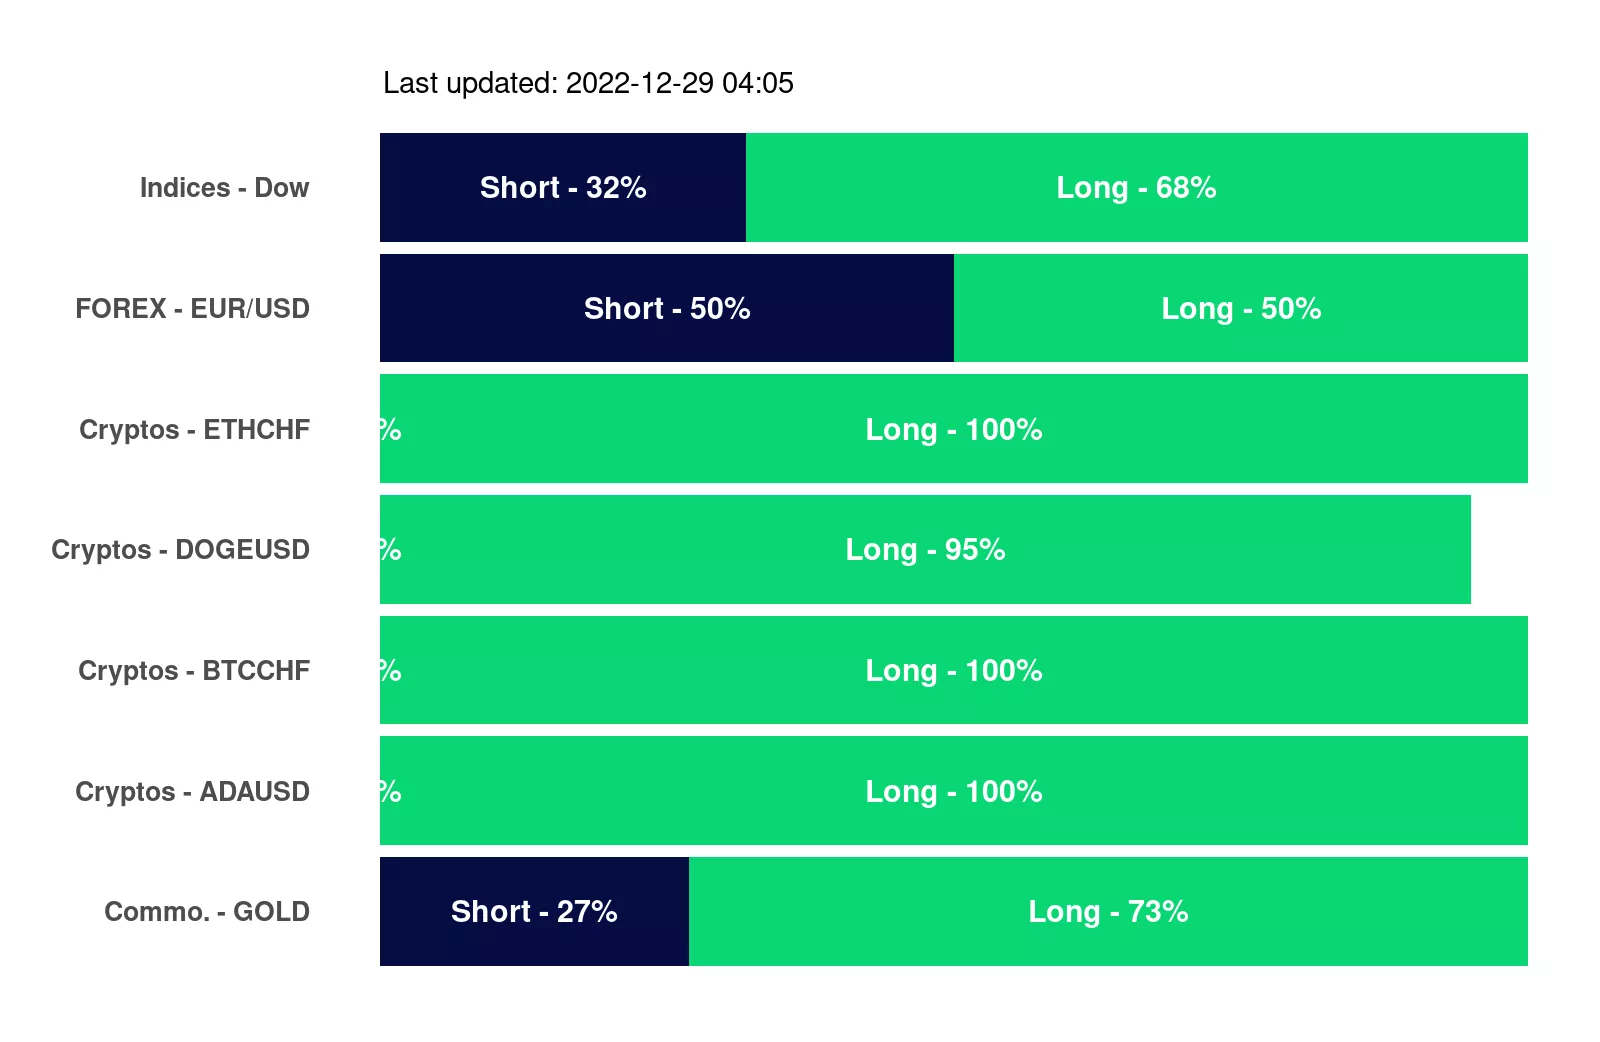 Last updated: 2022-12-29 04:05
Indices - Dow Short - 32% Long - 68%
FOREX - EUR/USD Short - 50% Long - 50%
Cryptos - ETHCHF % Long - 100%
Cryptos - DOGEUSD % Long - 95%
Cryptos - BTCCHF % Long - 100%
Cryptos - ADAUSD % Long - 100%
Commo. - GOLD Short - 27% Long - 73%